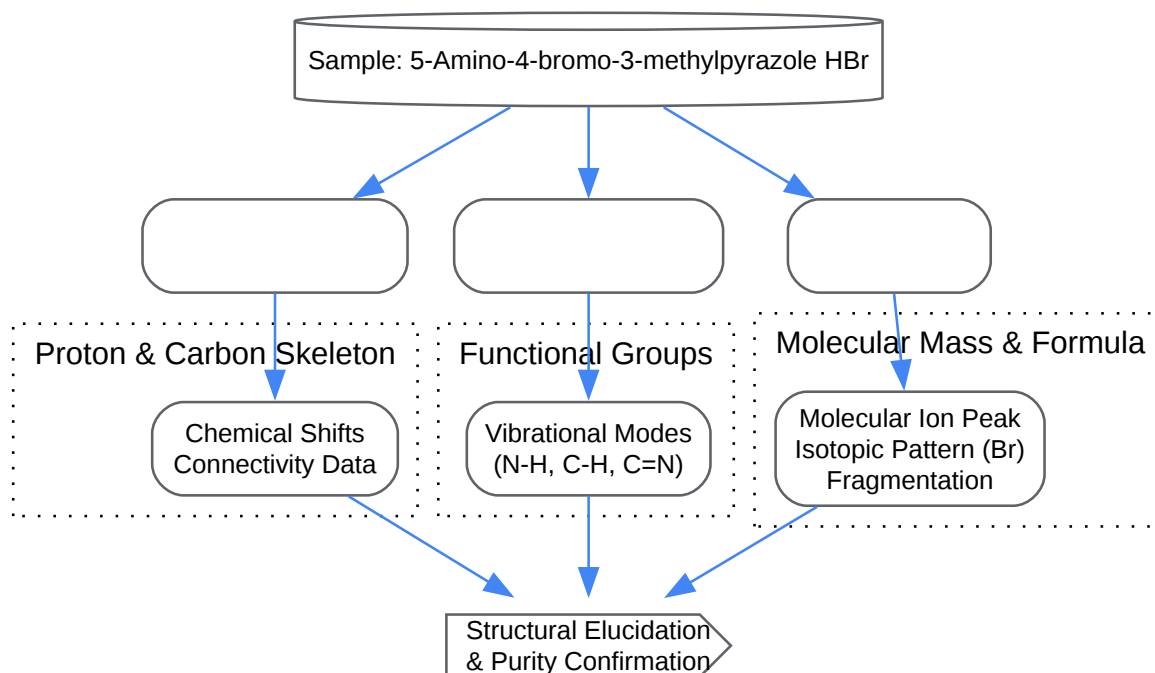 Sample: 5-Amino-4-bromo-3-methylpyrazole HBr
Proton & Carbon Skeleton
Functional Groups
Molecular Mass & Formula
Chemical Shifts
Connectivity Data
Vibrational Modes
(N-H, C-H, C=N)
Molecular Ion Peak
Isotopic Pattern (Br)
Fragmentation
Structural Elucidation
& Purity Confirmation